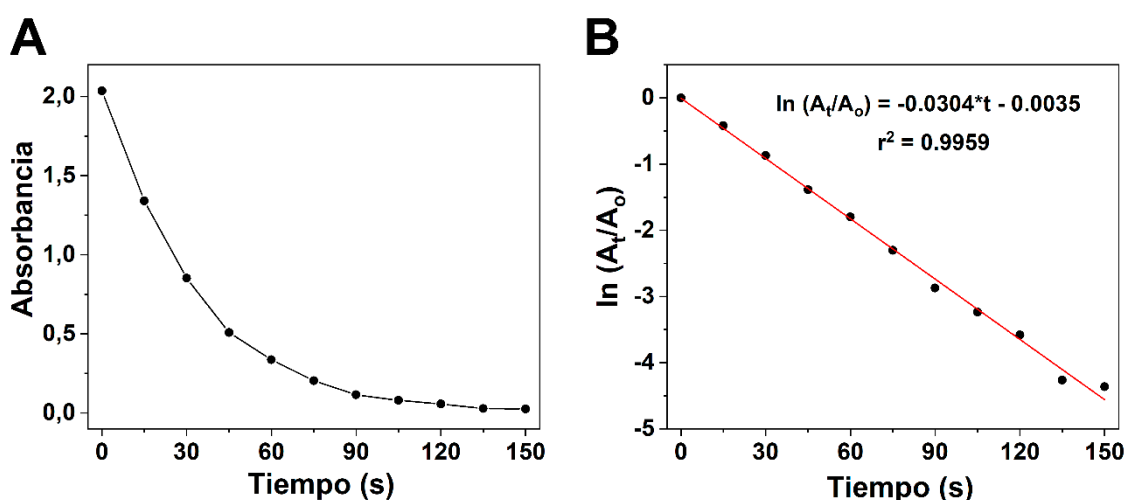 A
Absorbancia
2,0
1,5
1,0
0,5
0,0
0 30 60 90 120 150
Tiempo (s)
B
ln (At/Ao)
0
-1
-2
-3
-4
-5
ln (At/Ao) = -0.0304*t - 0.0035
r² = 0.9959
0 30 60 90 120 150
Tiempo (s)